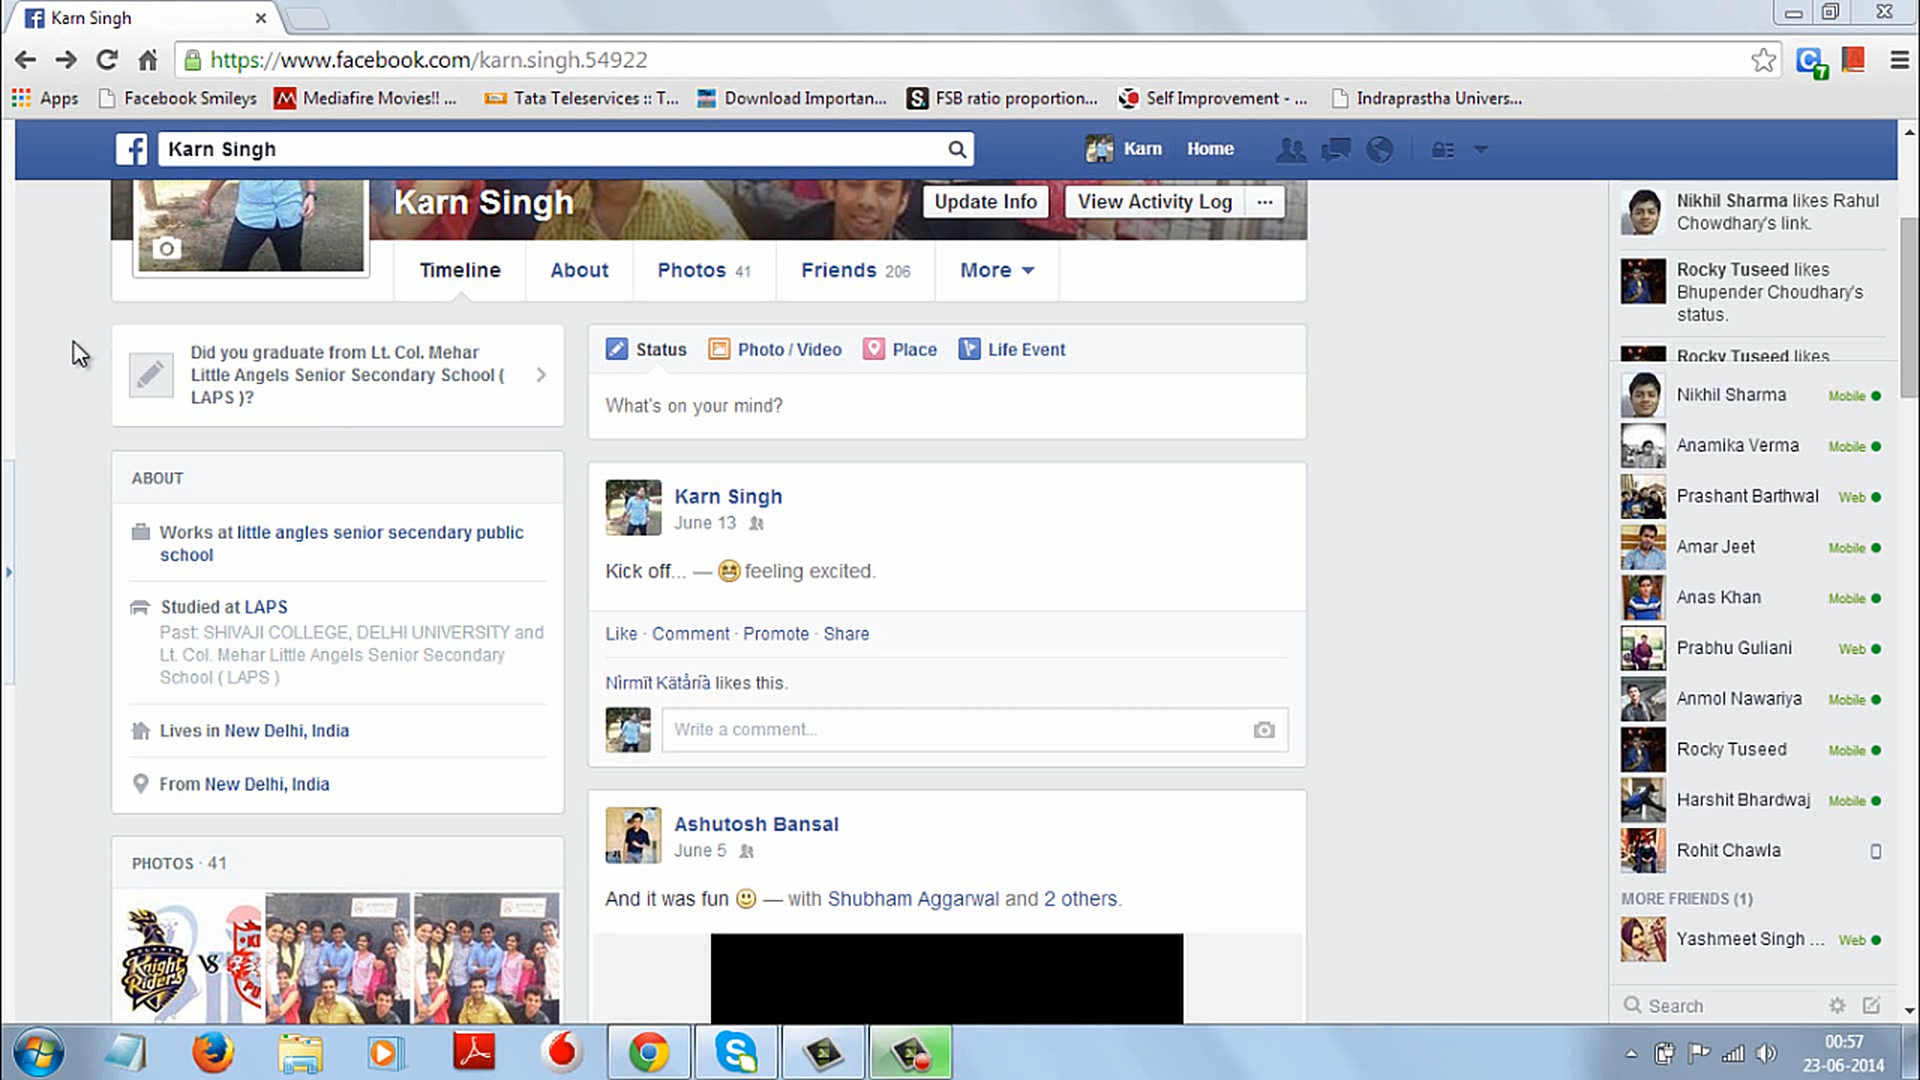 Karn Singh
https://www.facebook.com/karn.singh.54922
Apps Facebook Smileys Mediafire Movies!! ... Tata Teleservices :: T... Download Importan... FSB ratio proportion... Self Improvement - ... Indraprastha Univers...
Karn Singh
Karn Home
Karn Singh
Update Info View Activity Log ...
Timeline About Photos 41 Friends 206 More
Did you graduate from Lt. Col. Mehar
Little Angels Senior Secondary School (
LAPS )?
ABOUT
Works at little angles senior secendary public
school
Studied at LAPS
Past: SHIVAJI COLLEGE, DELHI UNIVERSITY and
Lt. Col. Mehar Little Angels Senior Secondary
School ( LAPS )
Lives in New Delhi, India
From New Delhi, India
PHOTOS · 41
Knight
Riders
VS
Status Photo / Video Place Life Event
What's on your mind?
Karn Singh
June 13
Kick off... — feeling excited.
Like · Comment · Promote · Share
Nìrmït Kätåríà likes this.
Write a comment...
Ashutosh Bansal
June 5
And it was fun — with Shubham Aggarwal and 2 others.
Nikhil Sharma likes Rahul
Chowdhary's link.
Rocky Tuseed likes
Bhupender Choudhary's
status.
Rocky Tuseed likes
Nikhil Sharma Mobile
Anamika Verma Mobile
Prashant Barthwal Web
Amar Jeet Mobile
Anas Khan Mobile
Prabhu Guliani Web
Anmol Nawariya Mobile
Rocky Tuseed Mobile
Harshit Bhardwaj Mobile
Rohit Chawla
MORE FRIENDS (1)
Yashmeet Singh ... Web
Search
00:57
23-06-2014